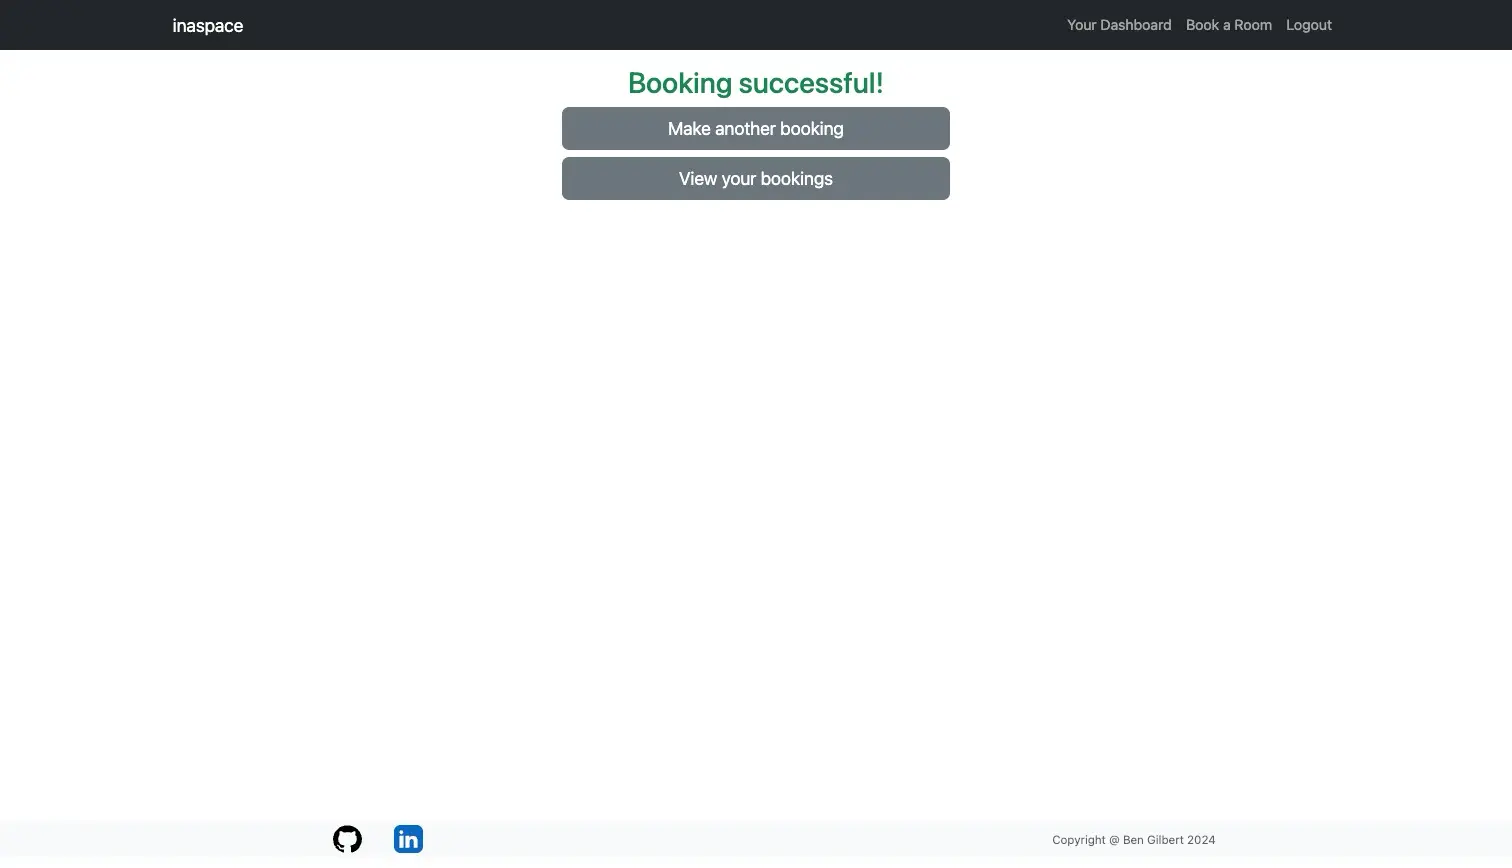 inaspace
Your Dashboard Book a Room Logout
Booking successful!
Make another booking
View your bookings
in
Copyright @ Ben Gilbert 2024